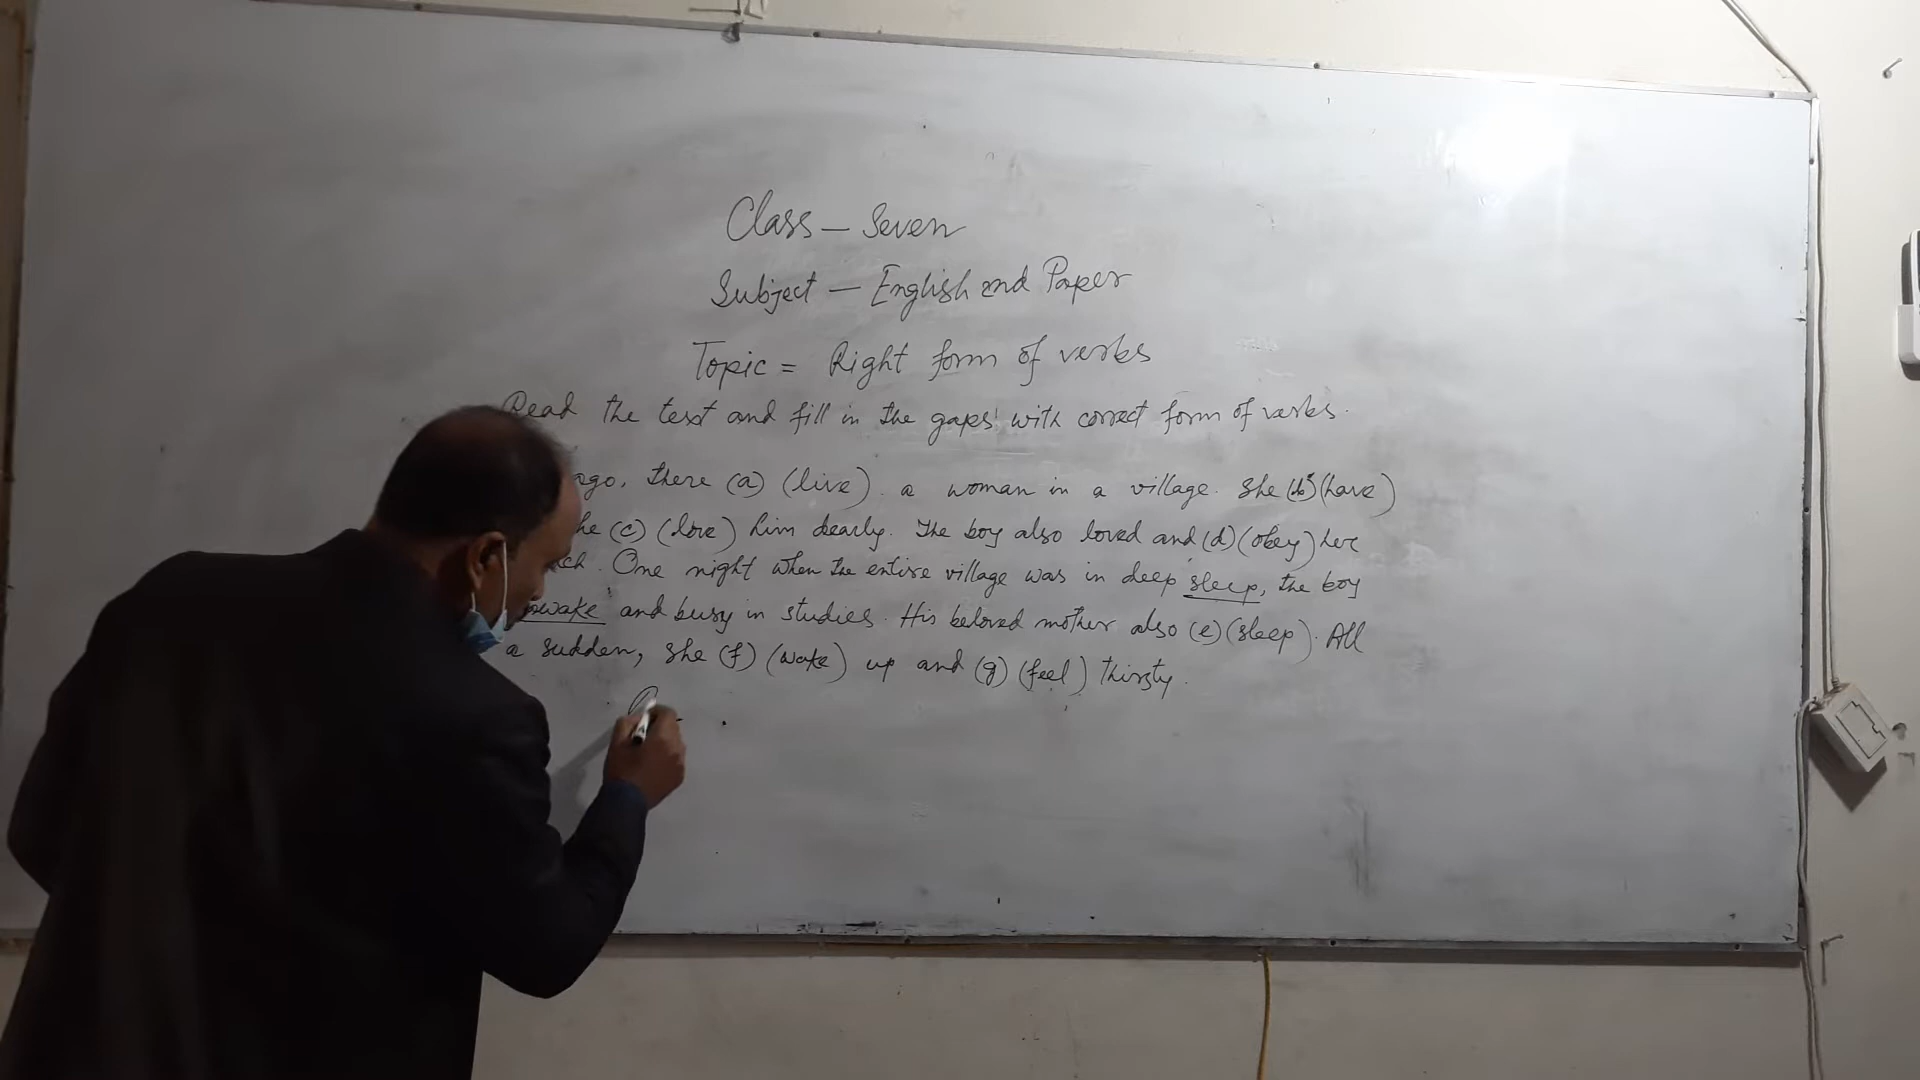 Class – Seven
Subject – English 2nd Paper
Topic = Right form of verbs
Read the text and fill in the gaps with correct form of verbs.
ago, there (a) (live) a woman in a village. She (b) (have)
(c) (love) him dearly. The boy also loved and (d) (obey) her
One night when the entire village was in deep sleep, the boy
and busy in studies. His beloved mother also (e) (sleep). All
a sudden, she (f) (wake) up and (g) (feel) thirsty.